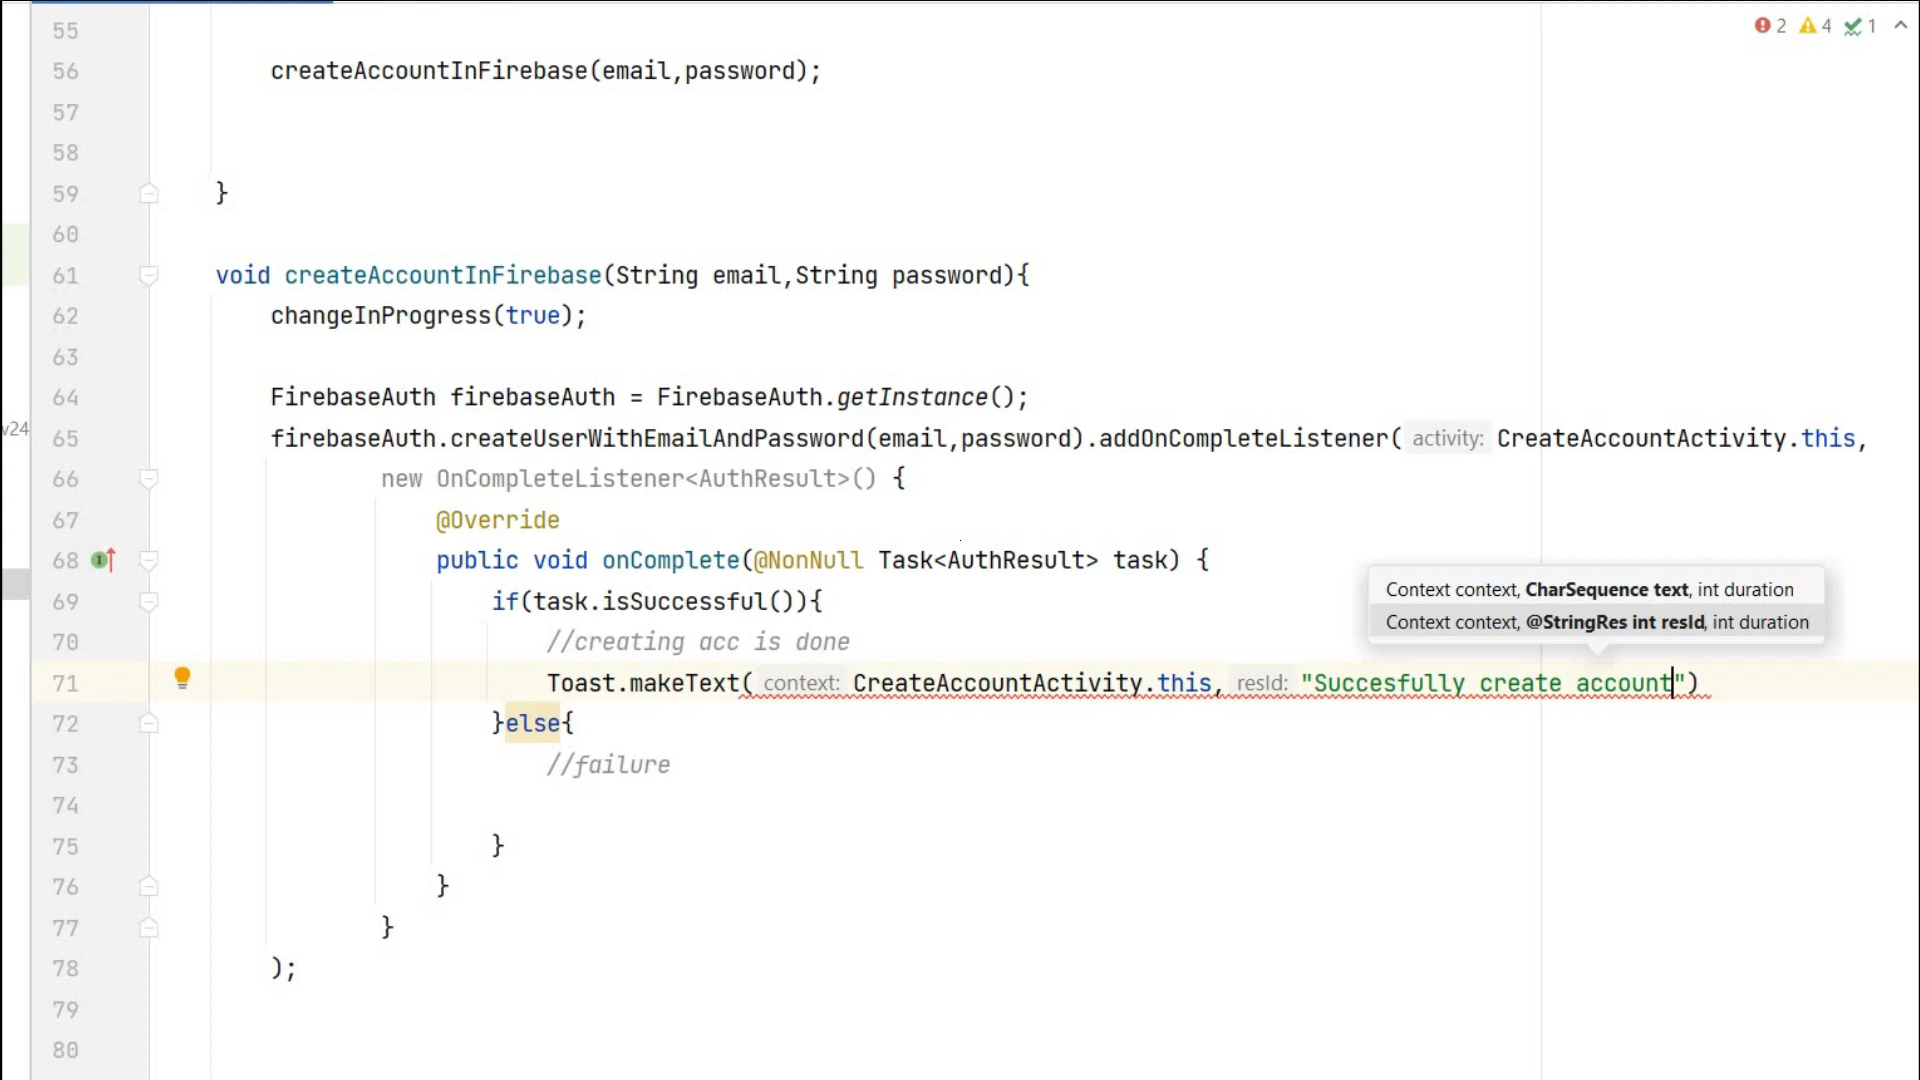 55
2 4 1
56 createAccountInFirebase(email,password);
57
58
59 }
60
61 void createAccountInFirebase(String email,String password){
62 changeInProgress(true);
63
64 FirebaseAuth firebaseAuth = FirebaseAuth.getInstance();
v24
65 firebaseAuth.createUserWithEmailAndPassword(email,password).addOnCompleteListener( activity: CreateAccountActivity.this,
66 new OnCompleteListener<AuthResult>() {
67 @Override
68 public void onComplete(@NonNull Task<AuthResult> task) {
Context context, CharSequence text, int duration
69 if(task.isSuccessful()){
Context context, @StringRes int resId, int duration
70 //creating acc is done
71 Toast.makeText( context: CreateAccountActivity.this, resId: "Succesfully create account")
72 }else{
73 //failure
74
75 }
76 }
77 }
78 );
79
80